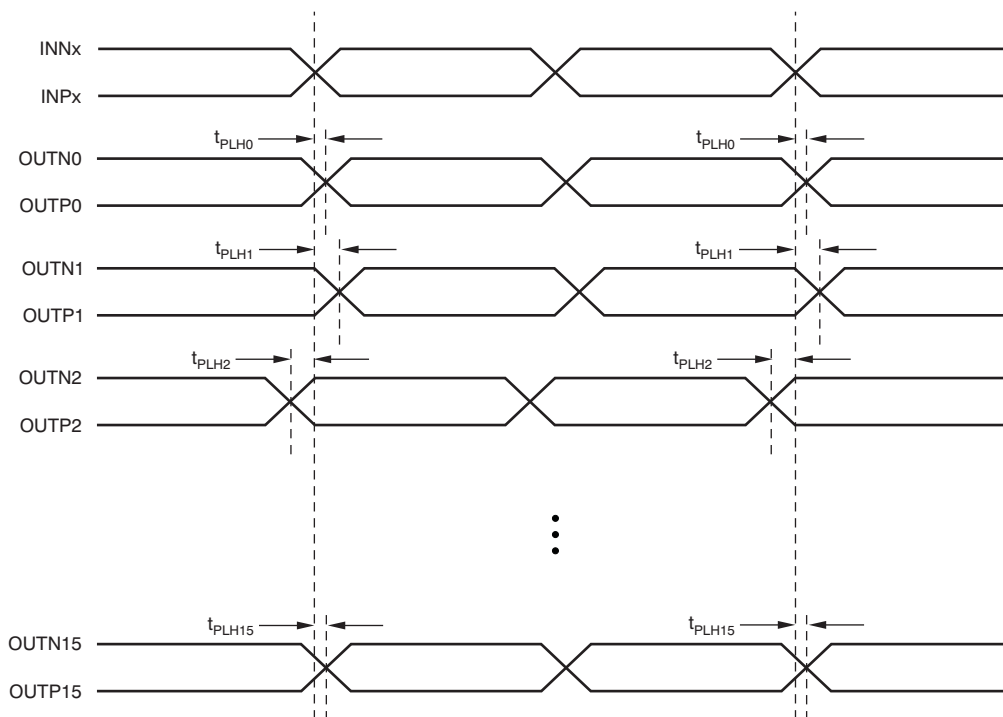 INNx
INPx
tPLH0 tPLH0
OUTN0
OUTP0
tPLH1 tPLH1
OUTN1
OUTP1
tPLH2 tPLH2
OUTN2
OUTP2
tPLH15 tPLH15
OUTN15
OUTP15